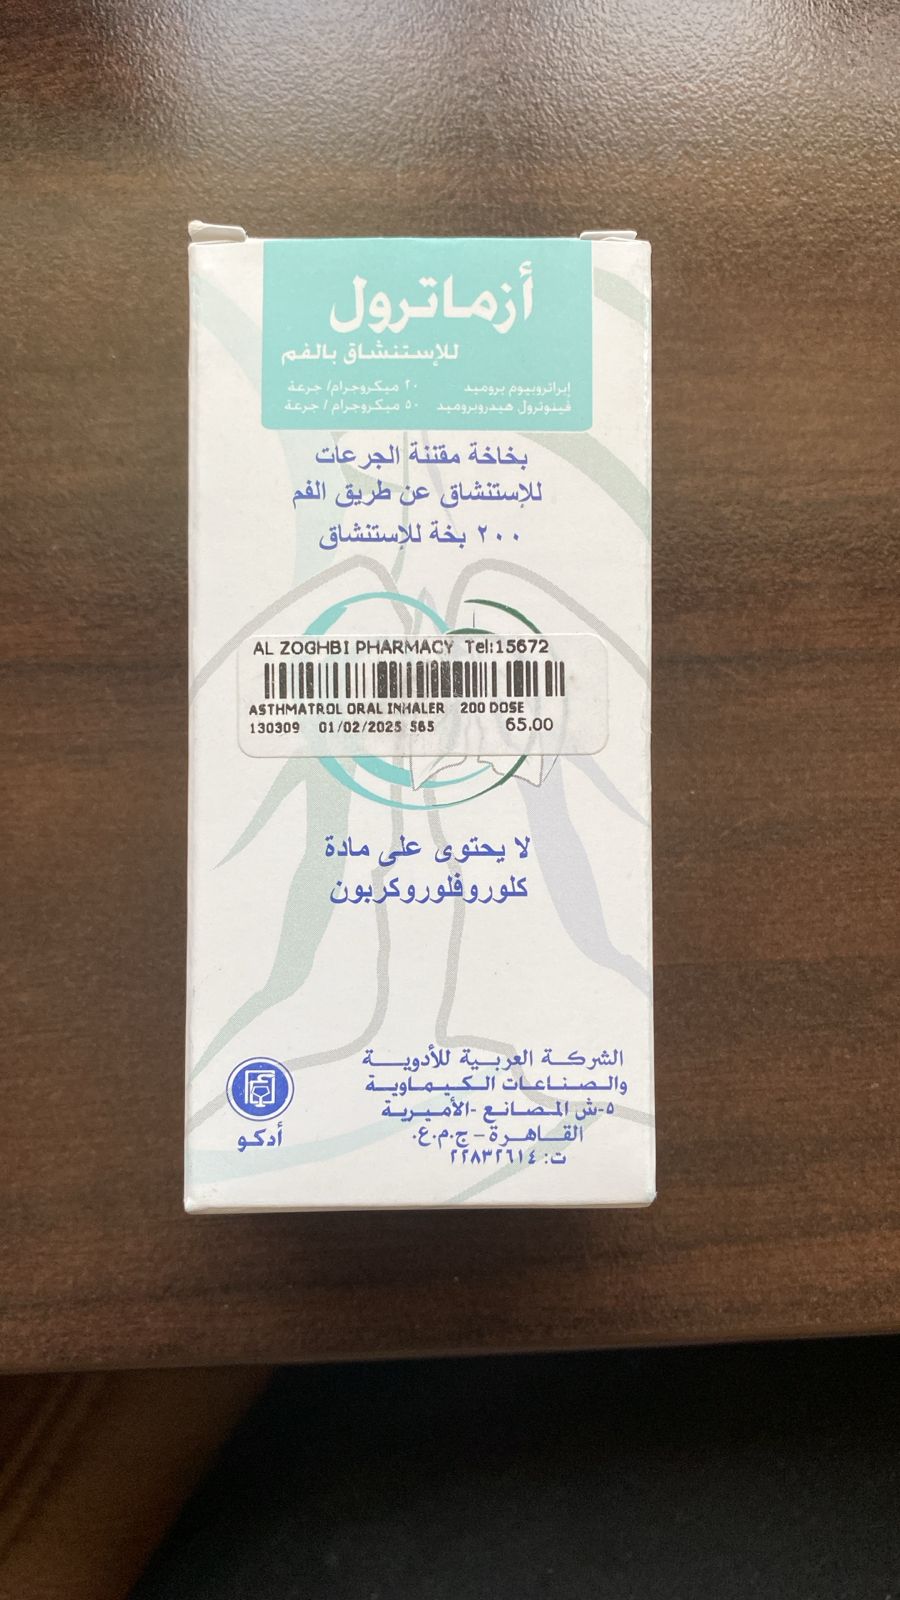 أزماترول
للإستنشاق بالفم
إبراتروبيوم بروميد ٢٠ ميكروجرام/ جرعة
فينوترول هيدروبروميد ٥٠ ميكروجرام / جرعة
بخاخة مقننة الجرعات
للإستنشاق عن طريق الفم
٢٠٠ بخة للإستنشاق
AL ZOGHBI PHARMACY Tel:15672
ASTHMATROL ORAL INHALER 200 DOSE
130309 01/02/2025 565 65.00
لا يحتوى على مادة
كلوروفلوروكربون
الشركة العربية للأدوية
والصناعات الكيماوية
٥-ش المصانع -الأميرية
القاهرة - ج.م.ع.
ت: ٢٢٨٣٢٦١٤
أدكو